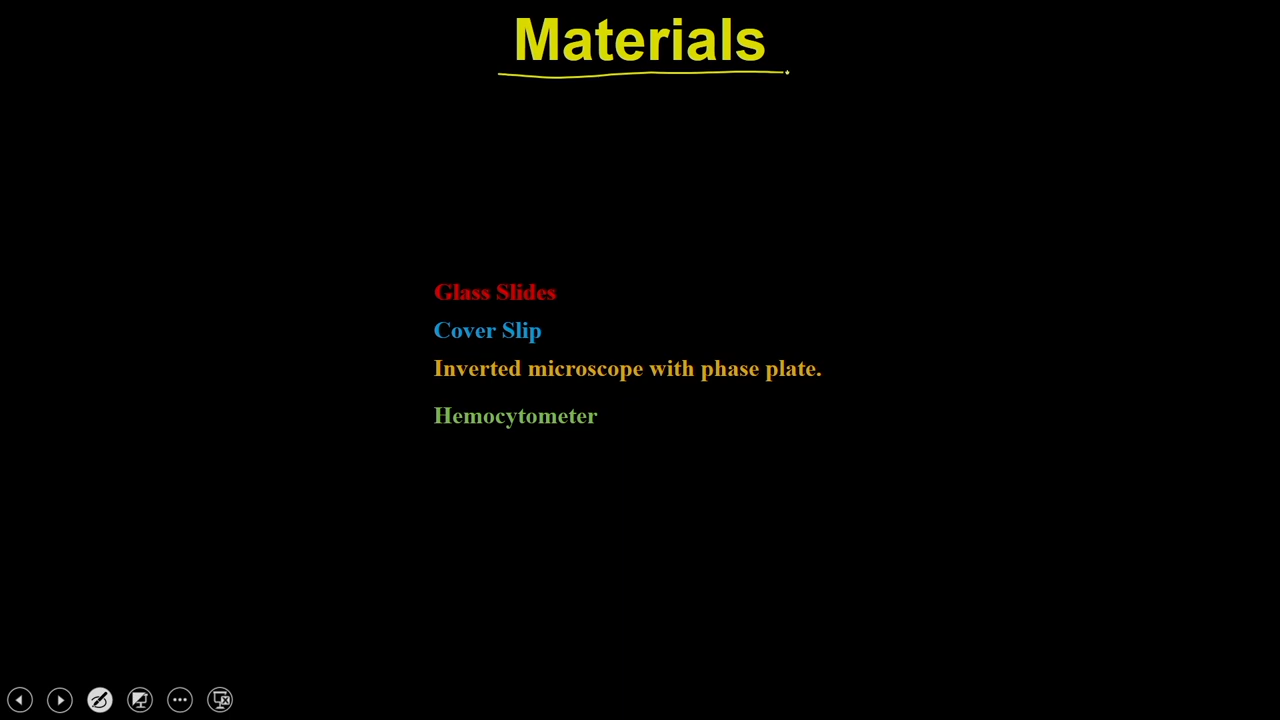 Materials
Glass Slides
Cover Slip
Inverted microscope with phase plate.
Hemocytometer